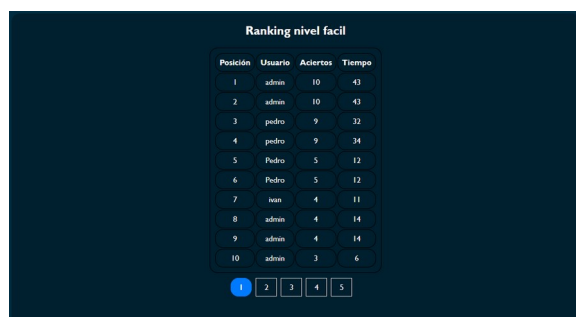 Ranking nivel facil
Posición Usuario Aciertos Tiempo
1 admin 10 43
2 admin 10 43
3 pedro 9 32
4 pedro 9 34
5 Pedro 5 12
6 Pedro 5 12
7 ivan 4 11
8 admin 4 14
9 admin 4 14
10 admin 3 6
1 2 3 4 5